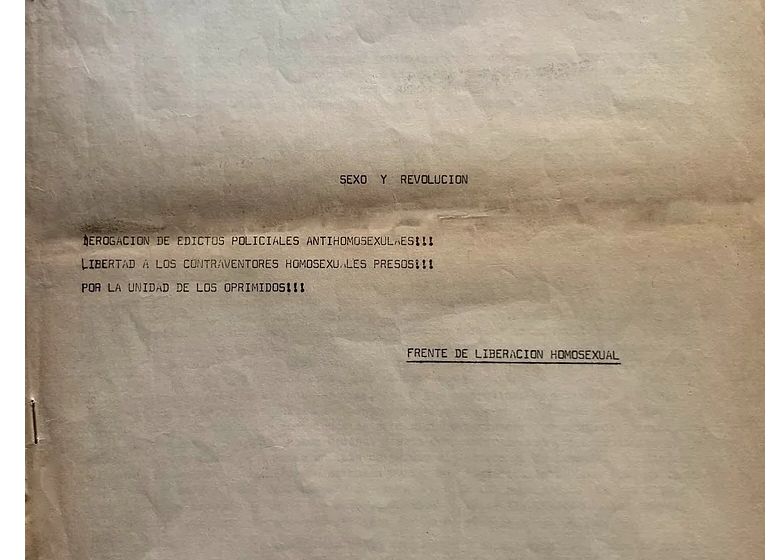 SEXO Y REVOLUCION
DEROGACION DE EDICTOS POLICIALES ANTIHOMOSEXULAES!!!
LIBERTAD A LOS CONTRAVENTORES HOMOSEXUALES PRESOS!!!
POR LA UNIDAD DE LOS OPRIMIDOS!!!
FRENTE DE LIBERACION HOMOSEXUAL